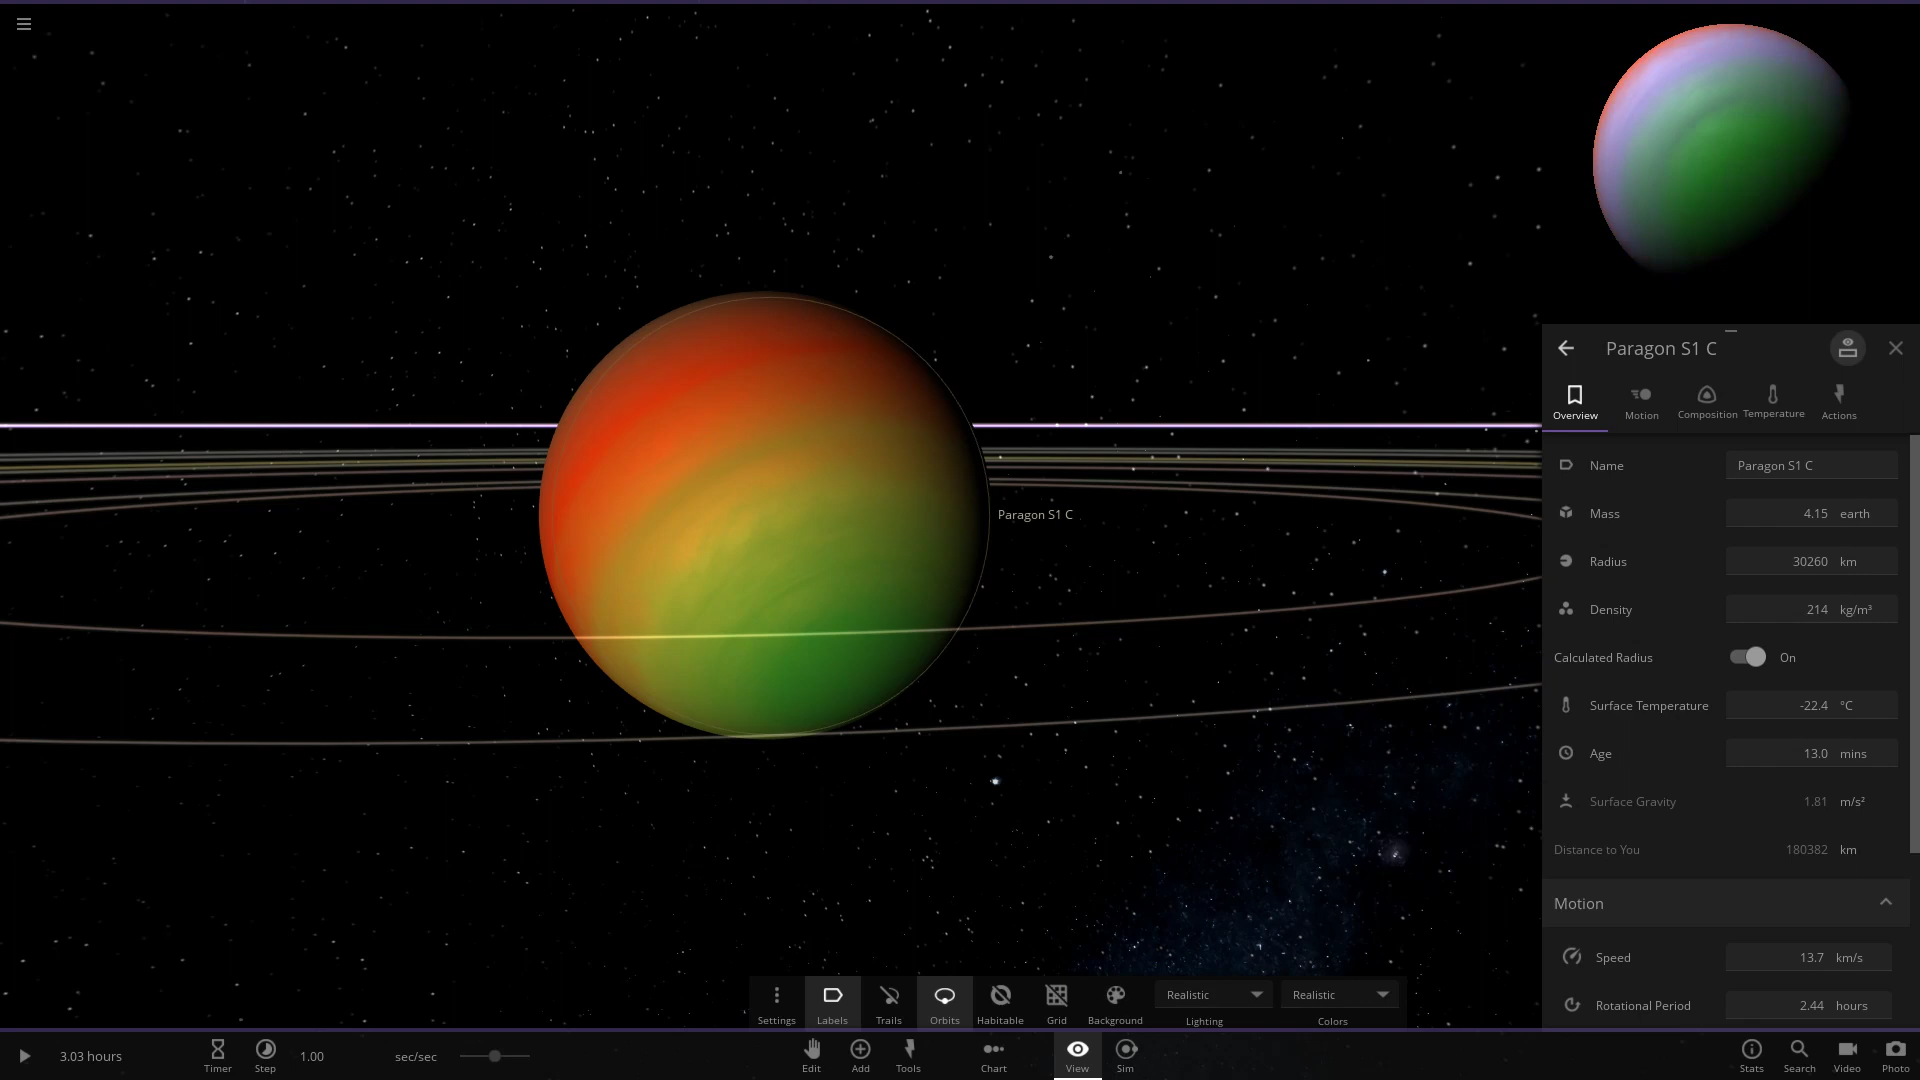 Paragon S1 C
Overview
Motion
Composition
Temperature
Actions
Name Paragon S1 C
Mass 4.15 earth
Radius 30260 km
Density 214 kg/m³
Calculated Radius On
Surface Temperature -22.4 °C
Age 13.0 mins
Surface Gravity 1.81 m/s²
Distance to You 180382 km
Motion
Speed 13.7 km/s
Rotational Period 2.44 hours
Paragon S1 C
Settings
Labels
Trails
Orbits
Habitable
Grid
Background
Realistic
Lighting
Realistic
Colors
3.03 hours
Timer
Step
1.00 sec/sec
Edit
Add
Tools
Chart
View
Sim
Stats
Search
Video
Photo